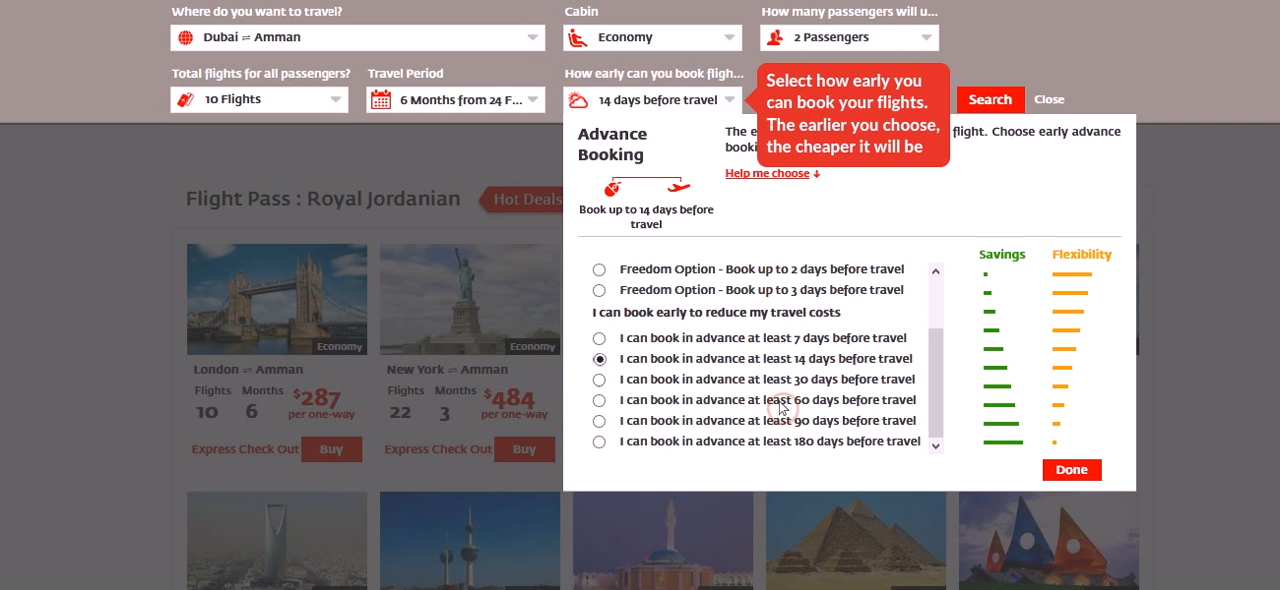 Where do you want to travel?
Cabin
How many passengers will u...
Dubai ⇌ Amman
Economy
2 Passengers
Total flights for all passengers?
Travel Period
How early can you book fligh...
10 Flights
6 Months from 24 F...
14 days before travel
Select how early you
can book your flights.
The earlier you choose,
the cheaper it will be
Search
Close
Advance
Booking
The e
flight. Choose early advance
booki
Help me choose
Book up to 14 days before
travel
Flight Pass : Royal Jordanian
Hot Deals
Savings
Flexibility
Freedom Option - Book up to 2 days before travel
Freedom Option - Book up to 3 days before travel
I can book early to reduce my travel costs
I can book in advance at least 7 days before travel
I can book in advance at least 14 days before travel
I can book in advance at least 30 days before travel
I can book in advance at least 60 days before travel
I can book in advance at least 90 days before travel
I can book in advance at least 180 days before travel
Done
Economy
Economy
London ⇌ Amman
New York ⇌ Amman
Flights Months
$287
10 6
per one-way
Flights Months
$484
22 3
per one-way
Express Check Out
Buy
Express Check Out
Buy